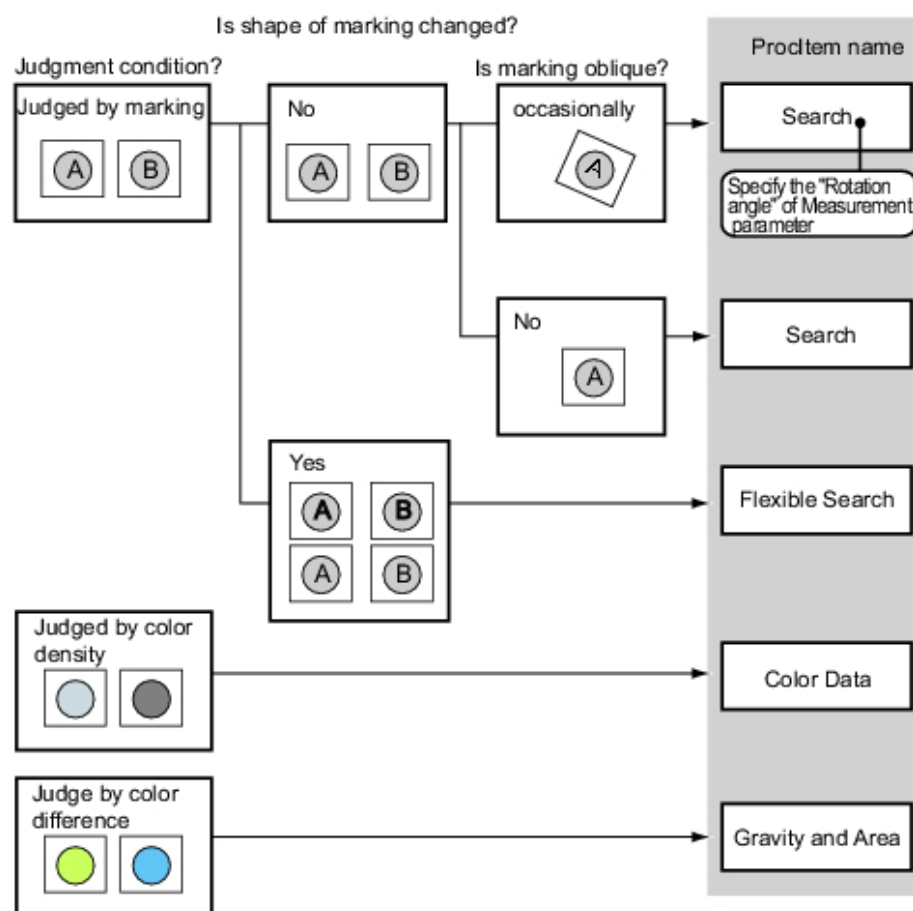 Is shape of marking changed?
ProcItem name
Judgment condition?
Is marking oblique?
Judged by marking
A
B
No
A
B
occasionally
A
Search
Specify the "Rotation
angle" of Measurement
parameter
No
A
Search
Yes
A
B
A
B
Flexible Search
Judged by color
density
Color Data
Judge by color
difference
Gravity and Area